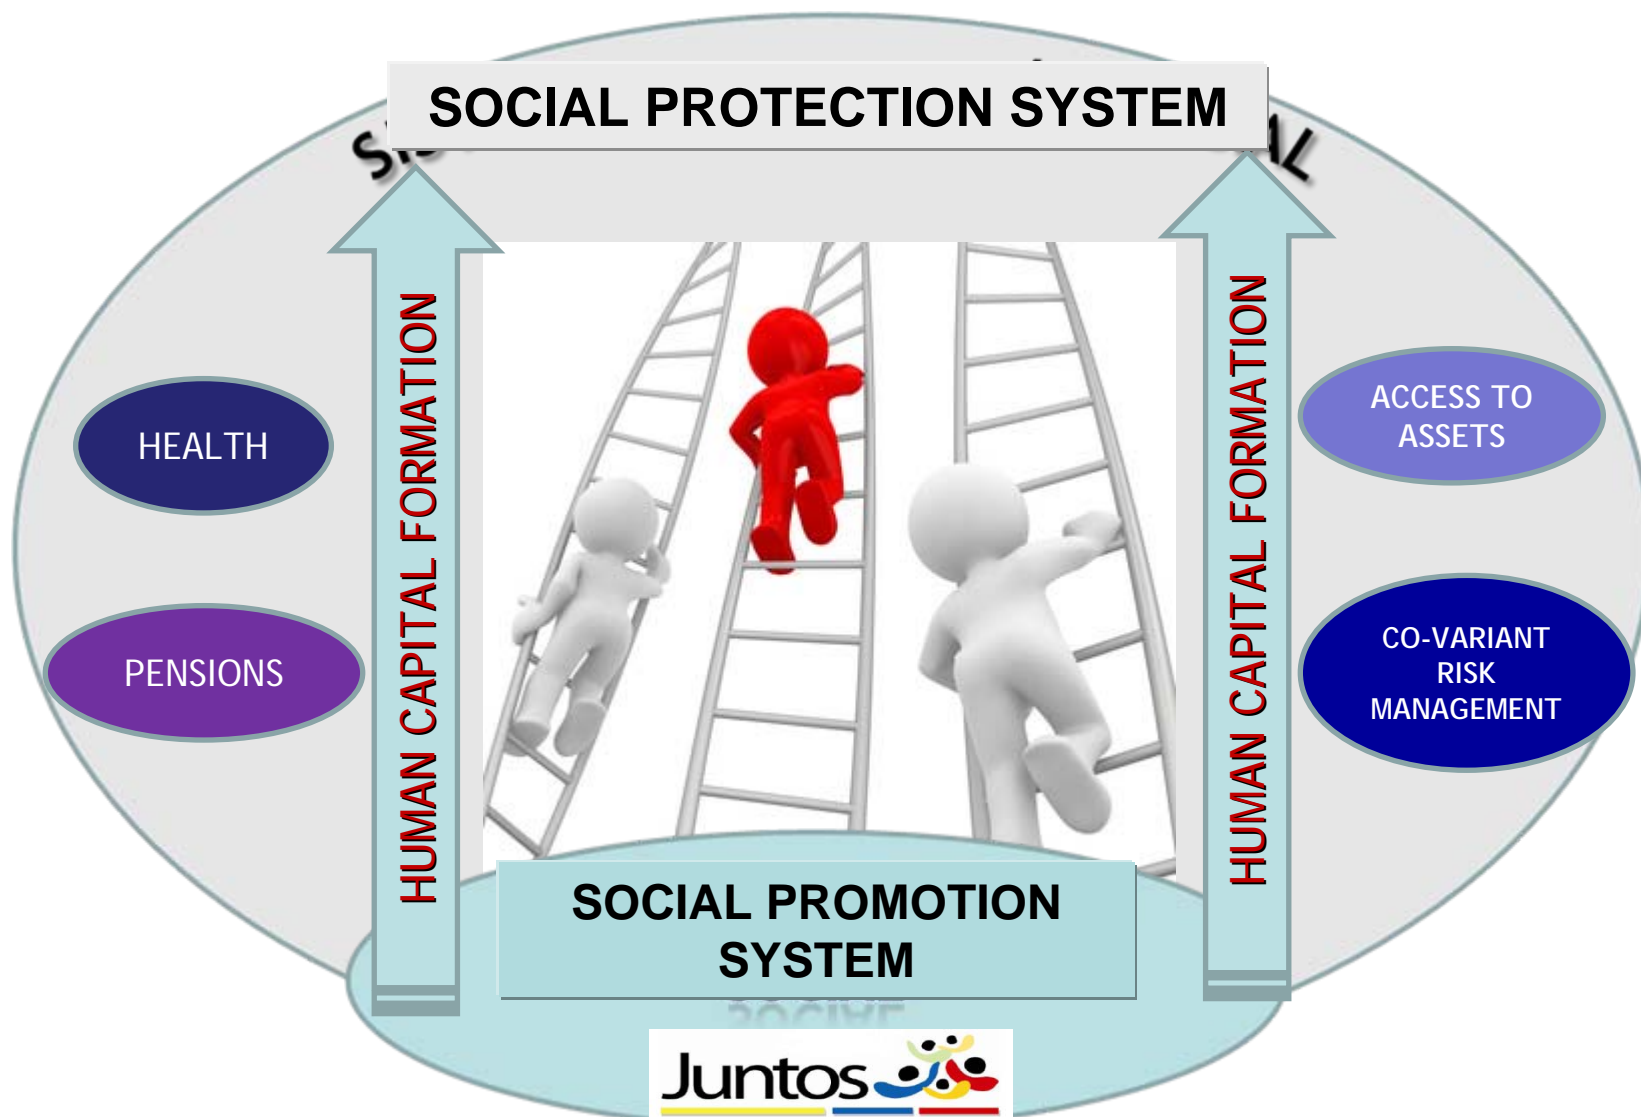 SOCIAL PROTECTION SYSTEM
HUMAN CAPITAL FORMATION
HEALTH
PENSIONS
HUMAN CAPITAL FORMATION
ACCESS TO
ASSETS
CO-VARIANT
RISK
MANAGEMENT
SOCIAL PROMOTION
SYSTEM
Juntos